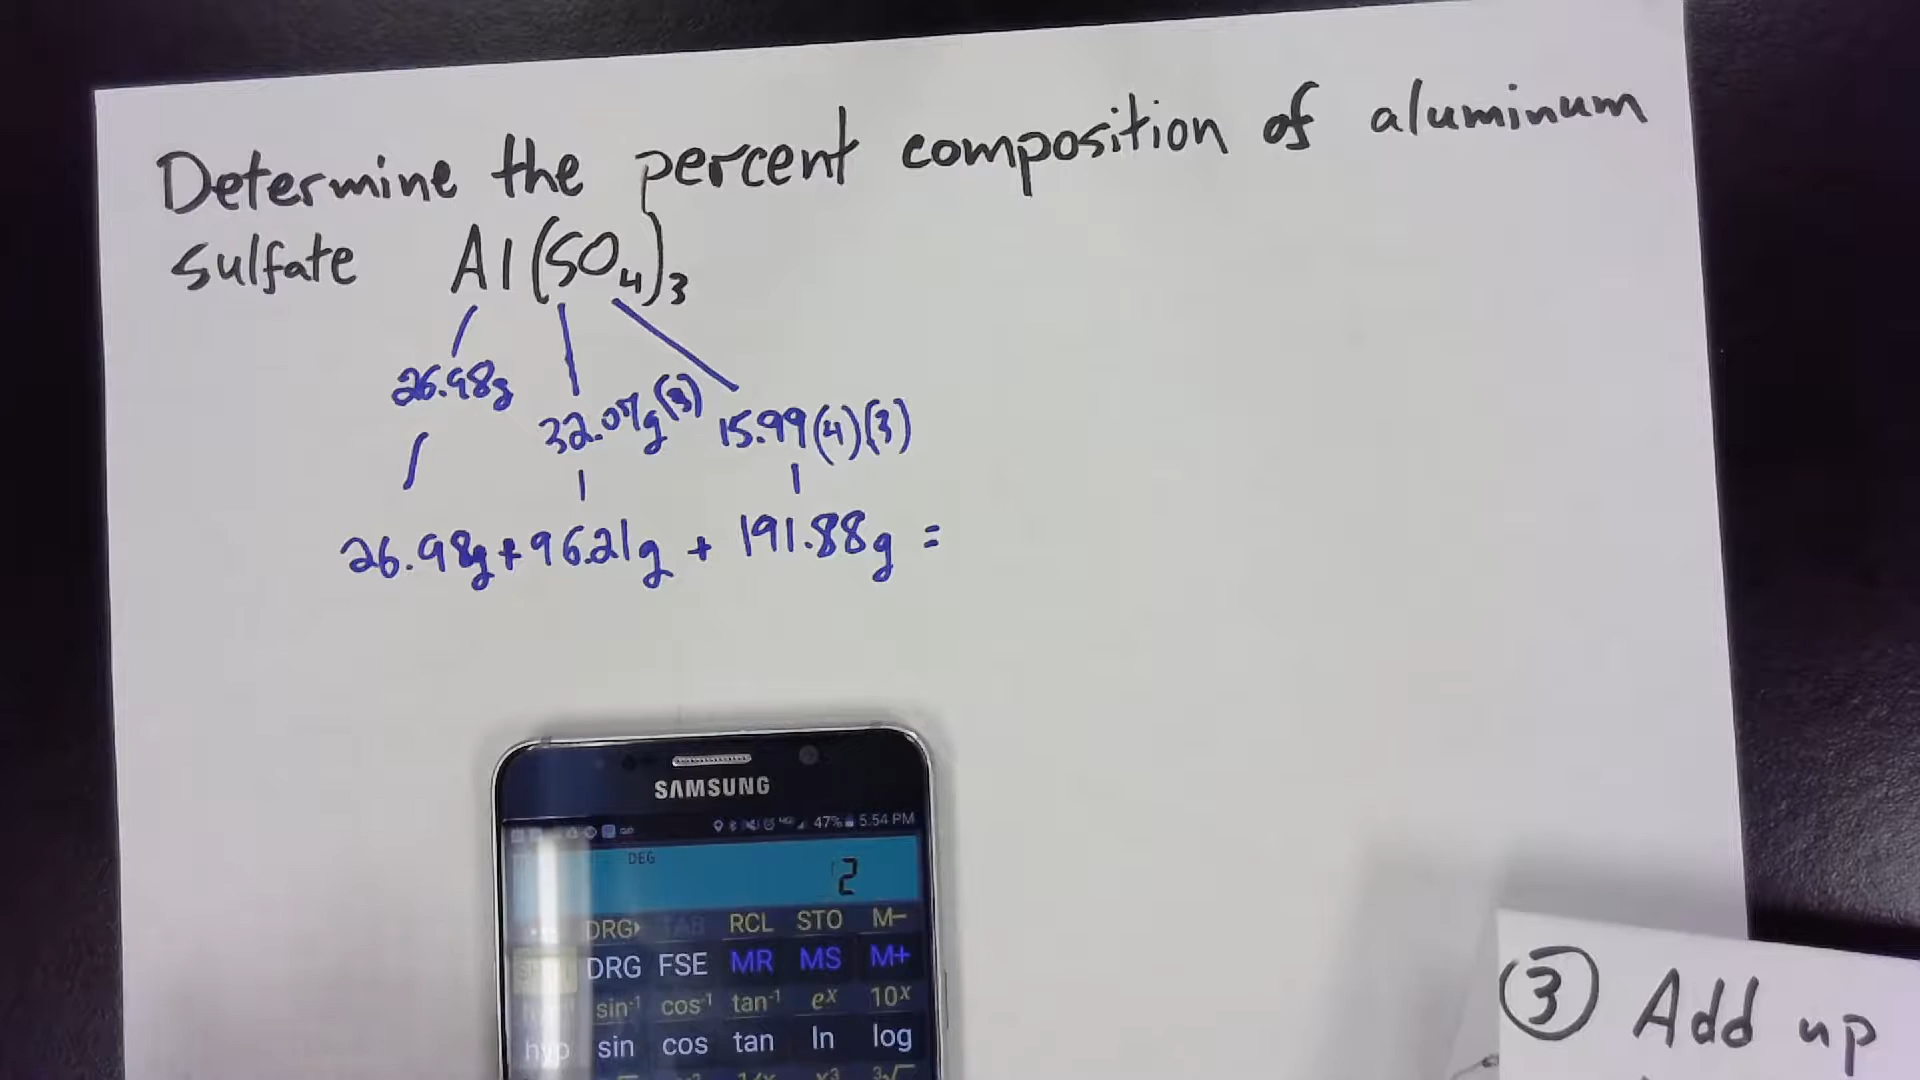 Determine the percent composition of aluminum
sulfate Al(SO₄)₃
26.98g
32.07g(3) 15.99(4)(3)
26.98g+96.21g + 191.88g =
SAMSUNG
47% 5:54 PM
DEG
2
DRG▸ TAB RCL STO M−
DRG FSE MR MS M+
sin⁻¹ cos⁻¹ tan⁻¹ eˣ 10ˣ
hyp sin cos tan ln log
3 Add up